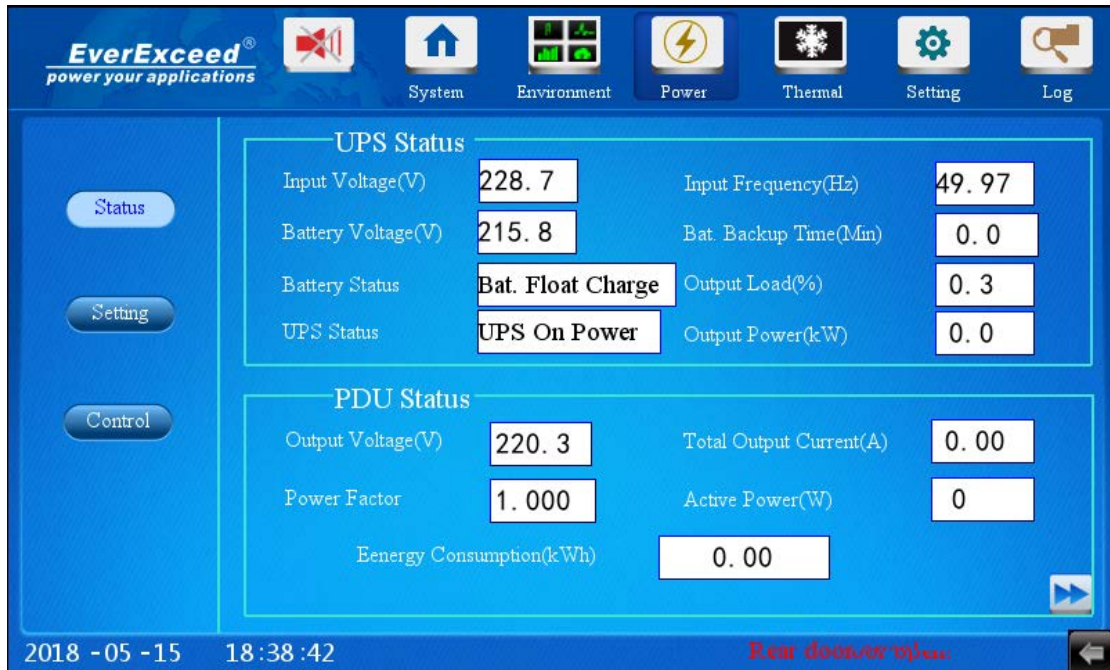 EverExceed®
power your applications
System
Environment
Power
Thermal
Setting
Log
Status
Setting
Control
UPS Status
Input Voltage(V) 228.7 Input Frequency(Hz) 49.97
Battery Voltage(V) 215.8 Bat. Backup Time(Min) 0.0
Battery Status Bat. Float Charge Output Load(%) 0.3
UPS Status UPS On Power Output Power(kW) 0.0
PDU Status
Output Voltage(V) 220.3 Total Output Current(A) 0.00
Power Factor 1.000 Active Power(W) 0
Eenergy Consumption(kWh) 0.00
2018-05-15 18:38:42 Rear door